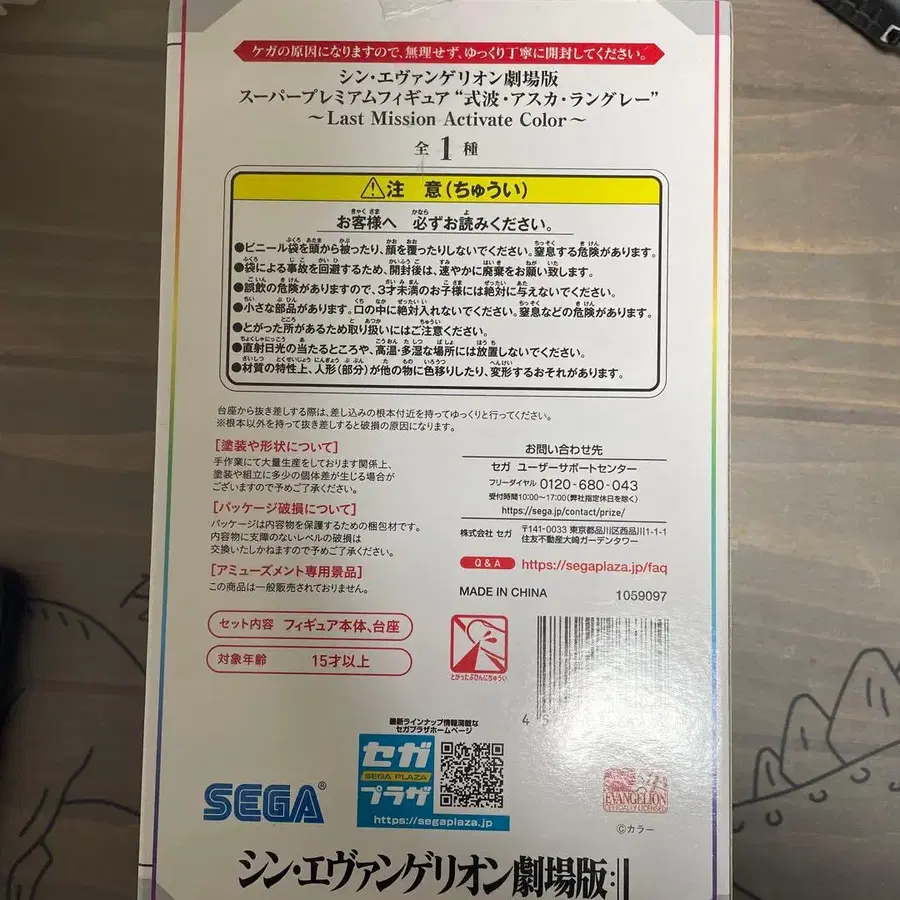 ケガの原因になりますので、無理せず、ゆっくり丁寧に開封してください。
シン・エヴァンゲリオン劇場版
スーパープレミアムフィギュア“式波・アスカ・ラングレー”
～Last Mission Activate Color～
全1種
⚠注 意(ちゅうい)
お客様へ 必ずお読みください。
●ビニール袋を頭から被ったり、顔を覆ったりしないでください。窒息する危険があります。
●袋による事故を回避するため、開封後は、速やかに廃棄をお願い致します。
●誤飲の危険がありますので、3才未満のお子様には絶対に与えないでください。
●小さな部品があります。口の中に絶対入れないでください。窒息などの危険があります。
●とがった所があるため取り扱いにはご注意ください。
●直射日光の当たるところや、高温・多湿な場所には放置しないでください。
●材質の特性上、人形(部分)が他の物に色移りしたり、変形するおそれがあります。
台座から抜き差しする際は、差し込みの根本付近を持ってゆっくりと行ってください。
※根本以外を持って抜き差しすると破損の原因になります。
[塗装や形状について]
手作業にて大量生産をしております関係上、
塗装や組立に多少の個体差が生じる場合が
ございますので予めご了承ください。
[パッケージ破損について]
パッケージは内容物を保護するための梱包材です。
内容物に支障のないレベルの破損は
交換いたしかねますので予めご了承ください。
[アミューズメント専用景品]
この商品は一般販売されておりません。
セット内容 フィギュア本体、台座
対象年齢 15才以上
お問い合わせ先
セガ ユーザーサポートセンター
フリーダイヤル 0120-680-043
受付時間10:00～17:00(弊社指定休日を除く)
https://sega.jp/contact/prize/
株式会社 セガ 〒141-0033 東京都品川区西品川1-1-1
住友不動産大崎ガーデンタワー
Q&A https://segaplaza.jp/faq
MADE IN CHINA 1059097
とがったぶひんにちゅうい
4 5
最新ラインナップ情報満載な
セガプラザホームページ
セガ
SEGA PLAZA
プラザ
https://segaplaza.jp
SEGA®
EVANGELION
©カラー
シン・エヴァンゲリオン劇場版:||